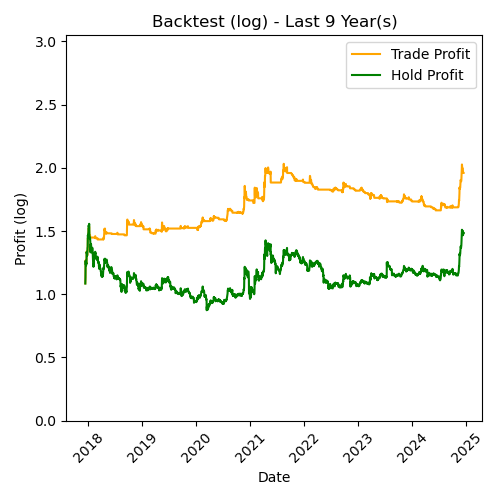 Backtest (log) - Last 9 Year(s)
Trade Profit
Hold Profit
Profit (log)
3.0
2.5
2.0
1.5
1.0
0.5
0.0
2018 2019 2020 2021 2022 2023 2024 2025
Date